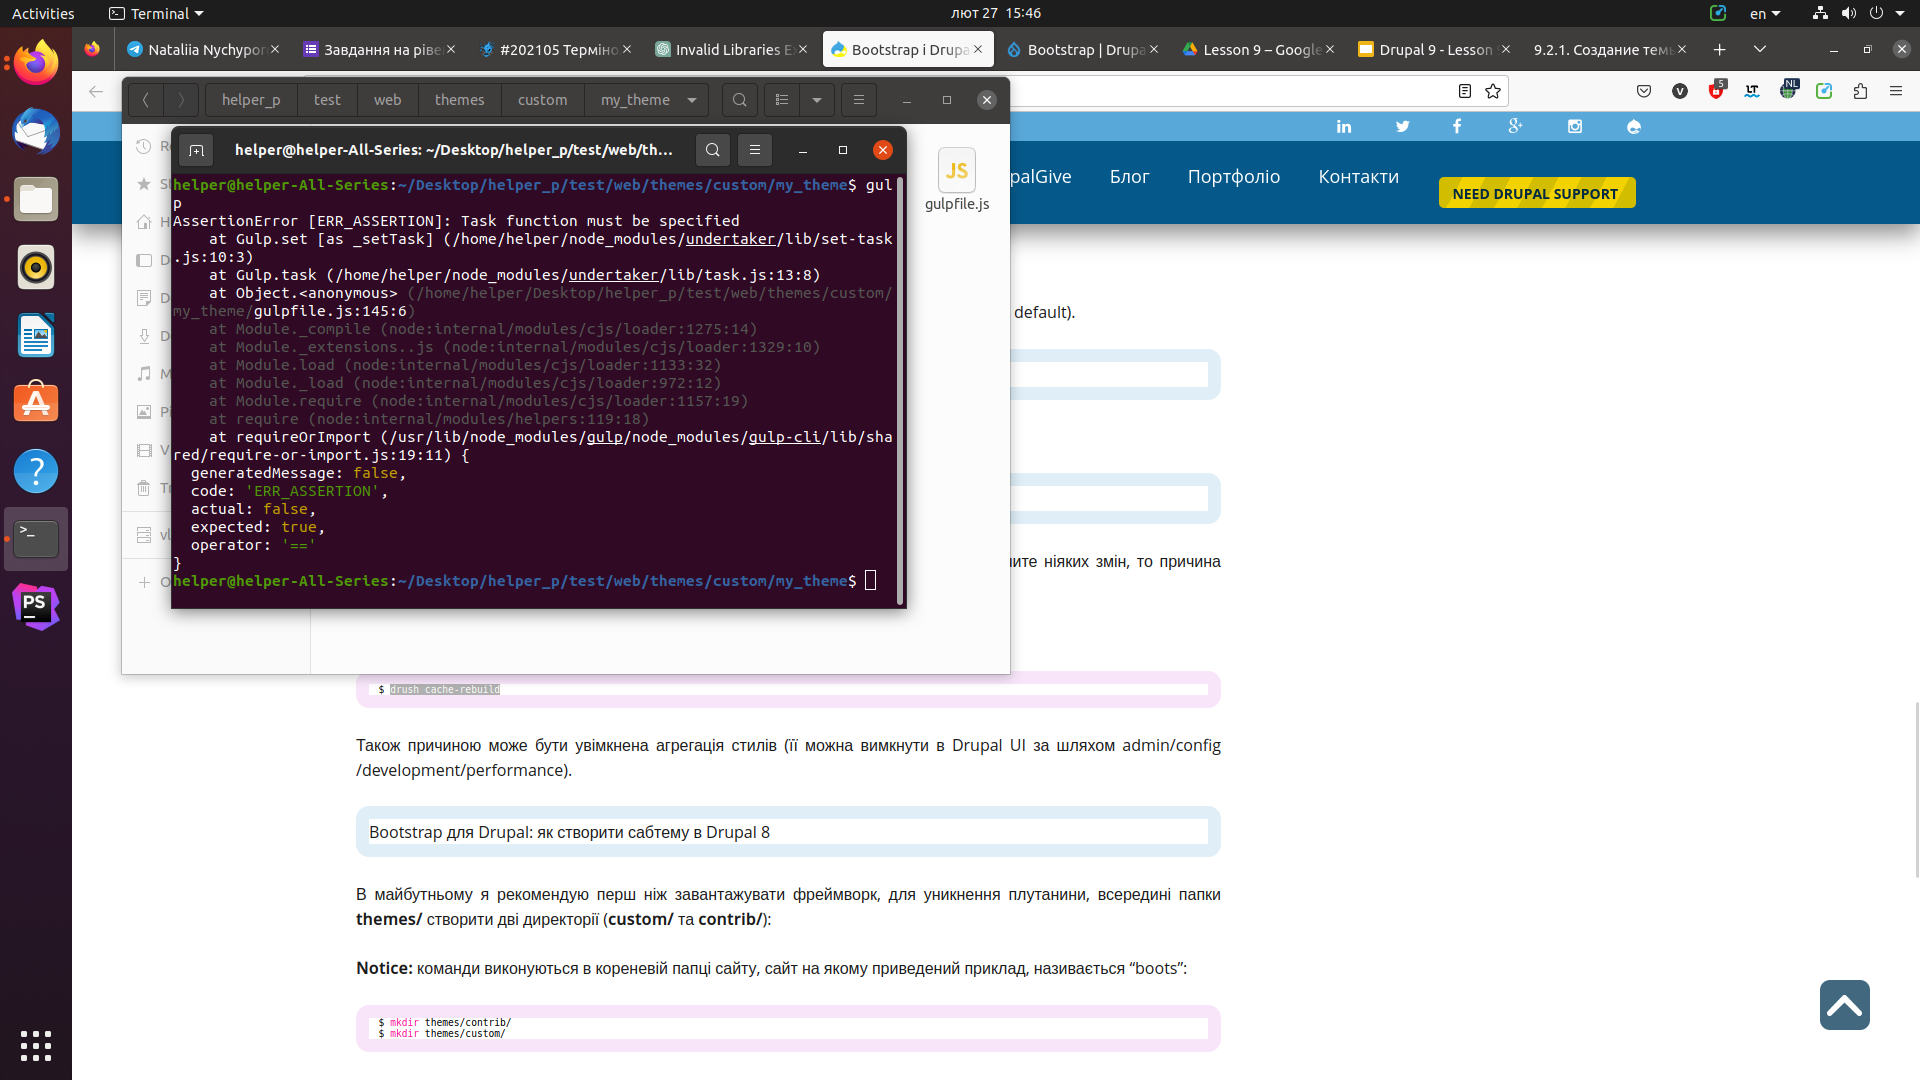 Activities
Terminal
лют 27 15:46
en
Nataliia Nychypor
Завдання на ріве
#202105 Терміно
Invalid Libraries Ex
Bootstrap і Drupa
Bootstrap | Drupa
Lesson 9 – Google
Drupal 9 - Lesson
9.2.1. Создание тем
helper_p
test
web
themes
custom
my_theme
5
NL
helper@helper-All-Series: ~/Desktop/helper_p/test/web/th...
JS
gulpfile.js
palGive
Блог
Портфоліо
Контакти
NEED DRUPAL SUPPORT
helper@helper-All-Series:~/Desktop/helper_p/test/web/themes/custom/my_theme$ gul
p
AssertionError [ERR_ASSERTION]: Task function must be specified
at Gulp.set [as _setTask] (/home/helper/node_modules/undertaker/lib/set-task
.js:10:3)
at Gulp.task (/home/helper/node_modules/undertaker/lib/task.js:13:8)
at Object.<anonymous> (/home/helper/Desktop/helper_p/test/web/themes/custom/
my_theme/gulpfile.js:145:6)
at Module._compile (node:internal/modules/cjs/loader:1275:14)
at Module._extensions..js (node:internal/modules/cjs/loader:1329:10)
at Module.load (node:internal/modules/cjs/loader:1133:32)
at Module._load (node:internal/modules/cjs/loader:972:12)
at Module.require (node:internal/modules/cjs/loader:1157:19)
at require (node:internal/modules/helpers:119:18)
at requireOrImport (/usr/lib/node_modules/gulp/node_modules/gulp-cli/lib/sha
red/require-or-import.js:19:11) {
generatedMessage: false,
code: 'ERR_ASSERTION',
actual: false,
expected: true,
operator: '=='
}
helper@helper-All-Series:~/Desktop/helper_p/test/web/themes/custom/my_theme$
default).
ніяких змін, то причина
$ drush cache-rebuild
Також причиною може бути увімкнена агрегація стилів (її можна вимкнути в Drupal UI за шляхом admin/config
/development/performance).
Bootstrap для Drupal: як створити сабтему в Drupal 8
В майбутньому я рекомендую перш ніж завантажувати фреймворк, для уникнення плутанини, всередині папки
themes/ створити дві директорії (custom/ та contrib/):
Notice: команди виконуються в кореневій папці сайту, сайт на якому приведений приклад, називається “boots”:
$ mkdir themes/contrib/
$ mkdir themes/custom/
PS